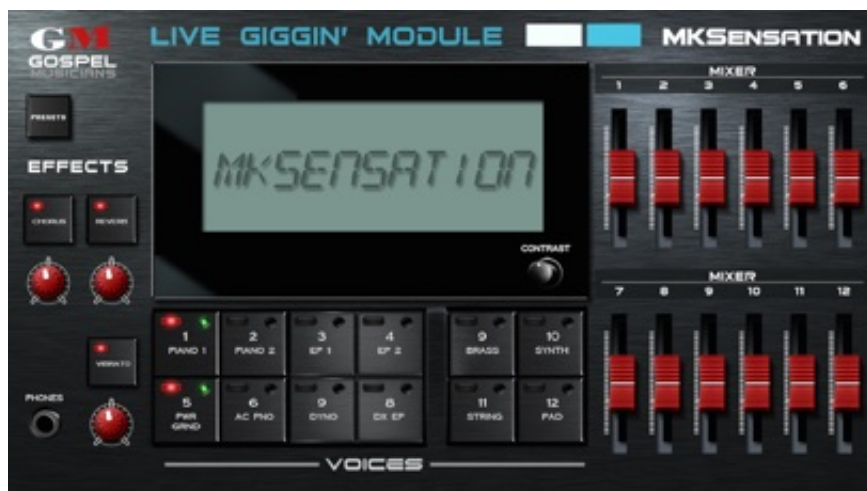 GM
GOSPEL
MUSICIANS
LIVE GIGGIN' MODULE
MKSENSATION
PRESETS
EFFECTS
CHORUS
REVERB
VIBRATO
PHONES
MKSENSATION
CONTRAST
1
PIANO 1
2
PIANO 2
3
EP 1
4
EP 2
9
BRASS
10
SYNTH
5
PWR
GRND
6
AC PNO
9
DYNO
8
DX EP
11
STRING
12
PAD
VOICES
MIXER
1 2 3 4 5 6
MIXER
7 8 9 10 11 12